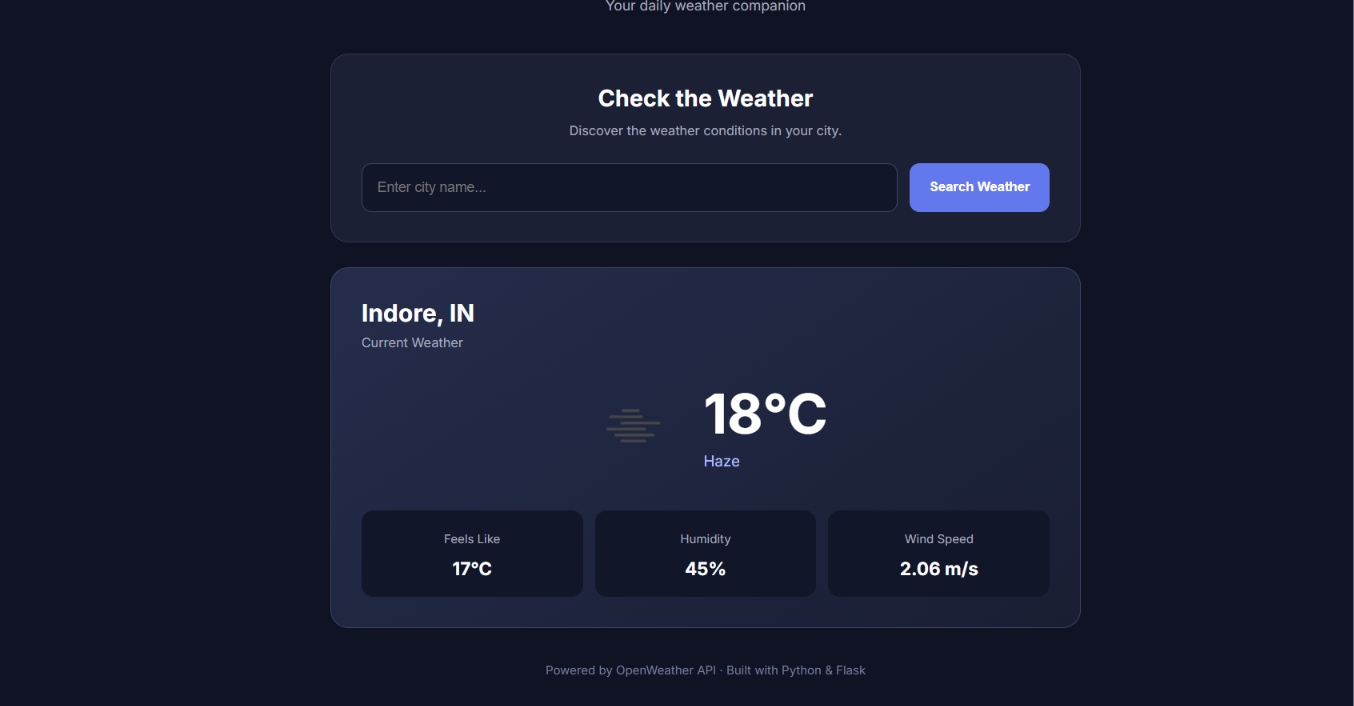 Your daily weather companion
Check the Weather
Discover the weather conditions in your city.
Enter city name...
Search Weather
Indore, IN
Current Weather
18°C
Haze
Feels Like
17°C
Humidity
45%
Wind Speed
2.06 m/s
Powered by OpenWeather API · Built with Python & Flask